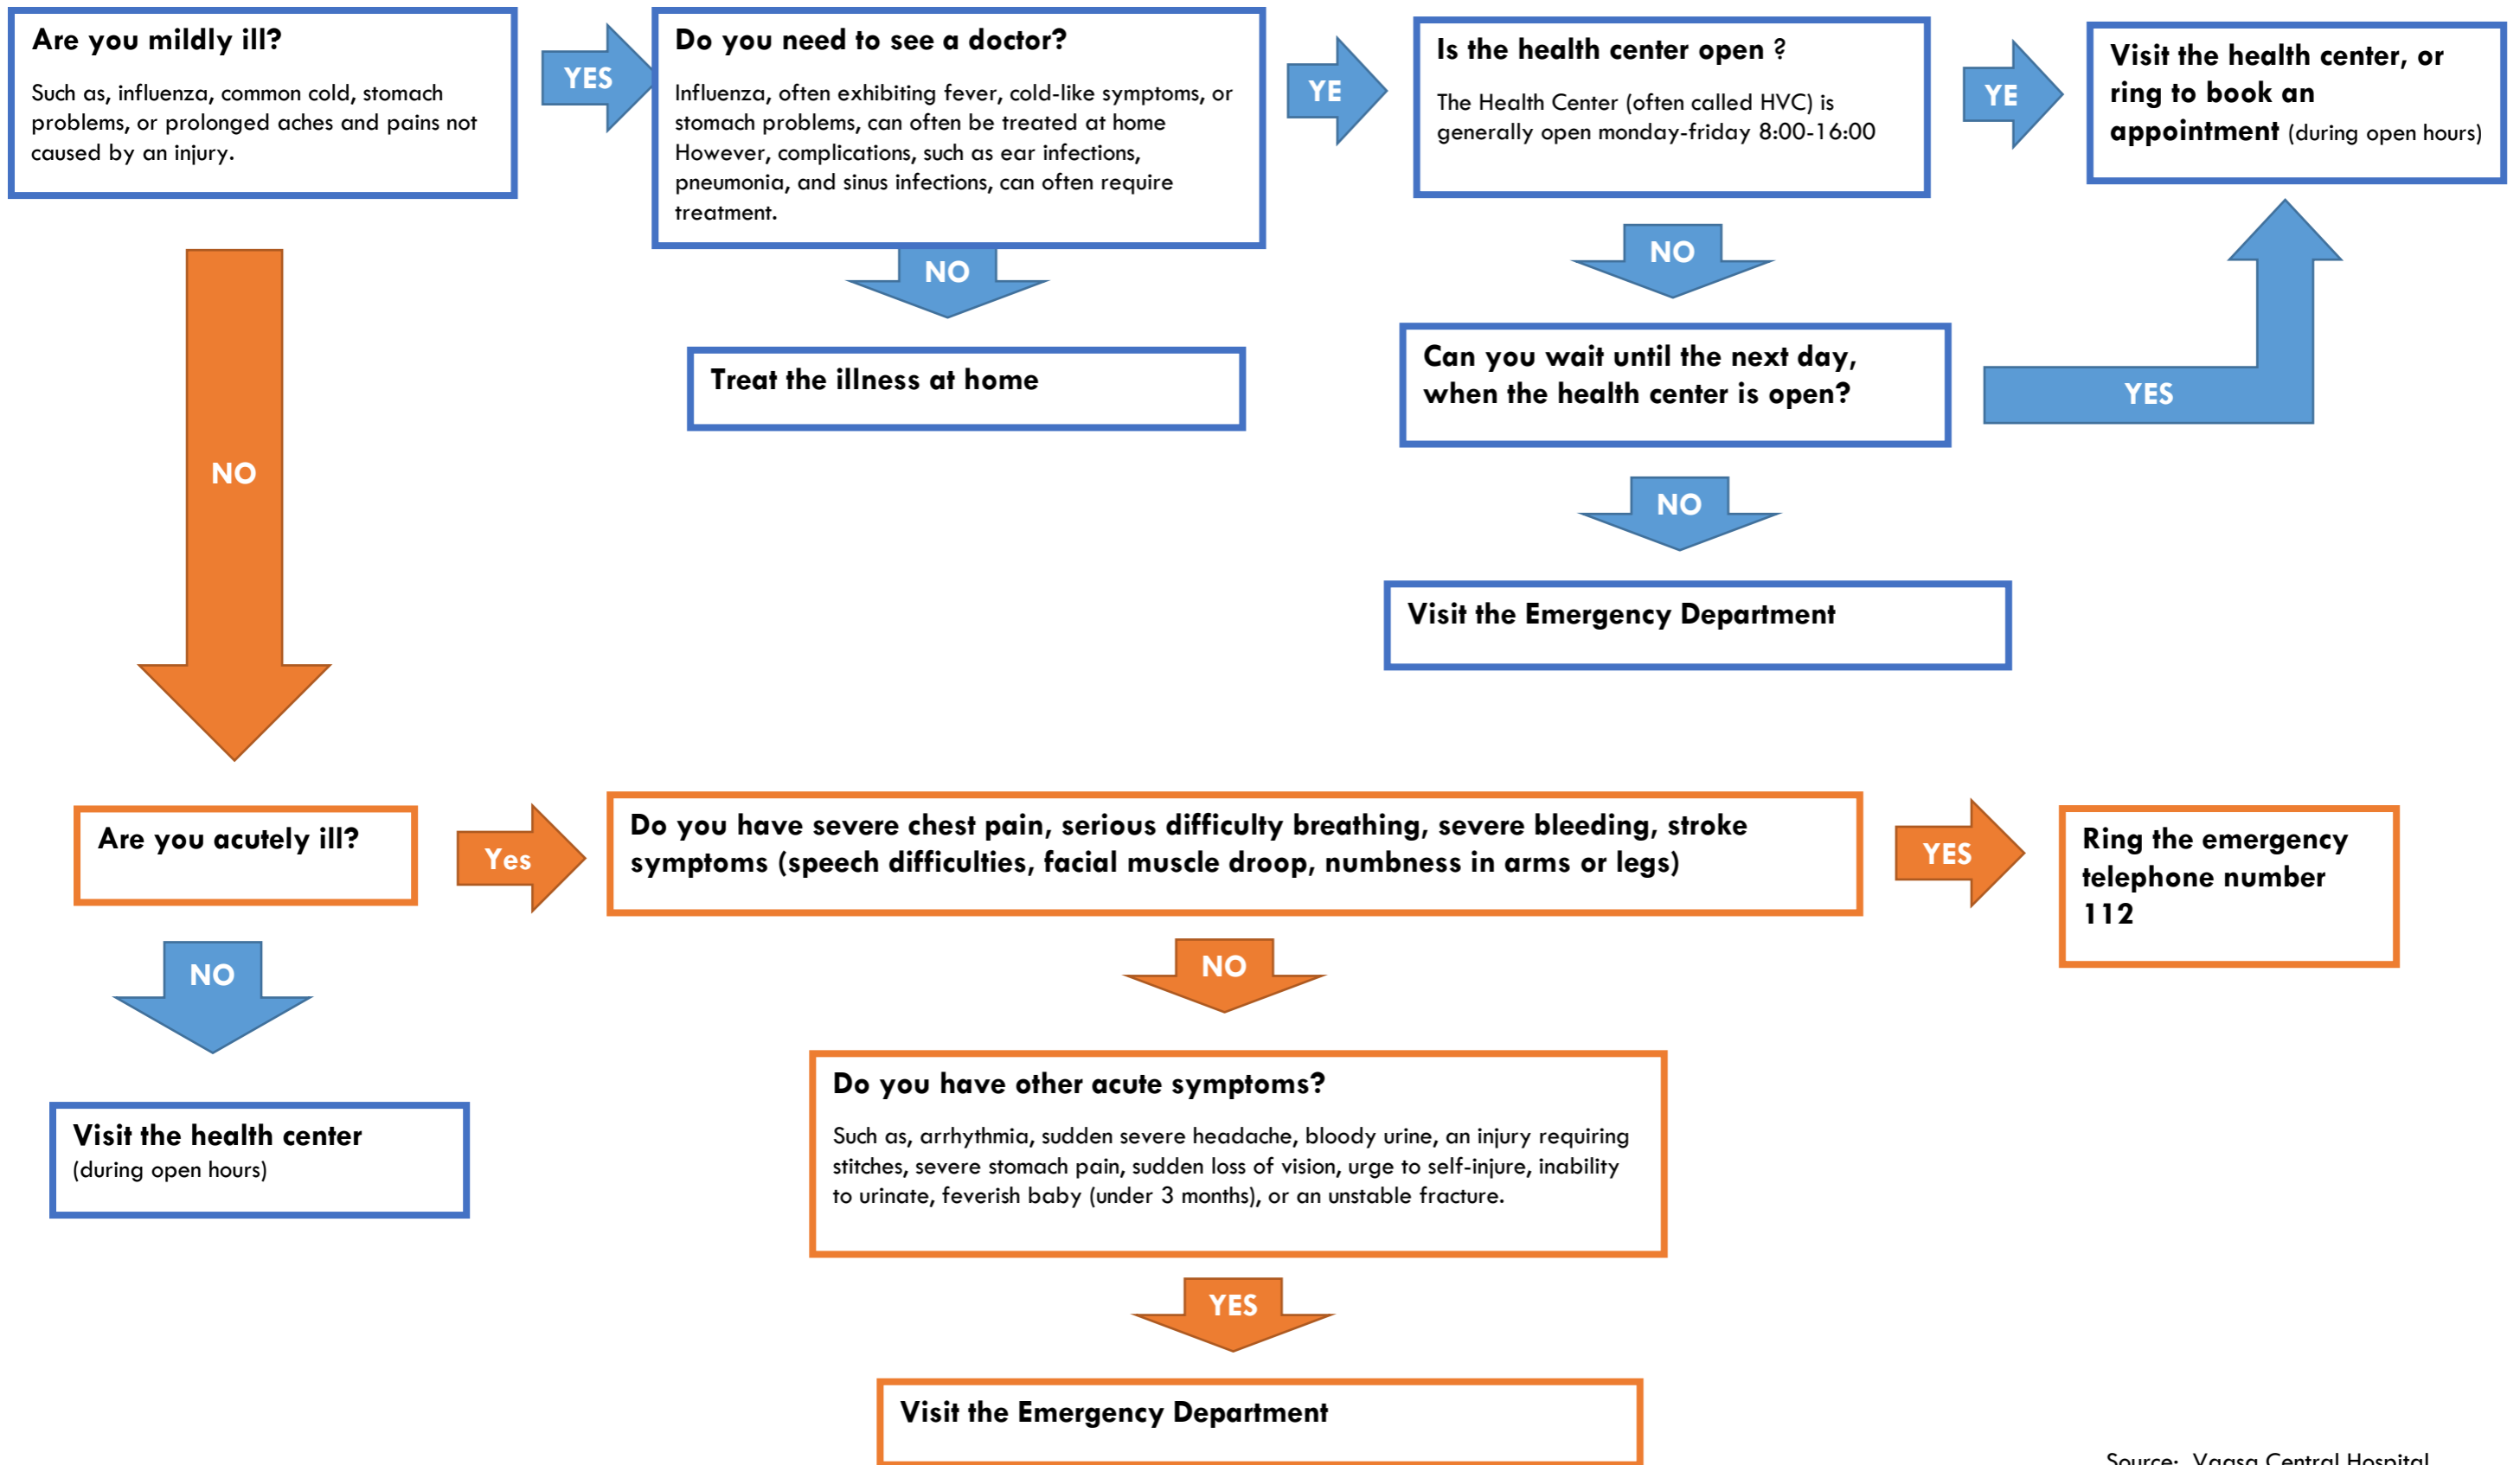 Are you mildly ill?
Such as, influenza, common cold, stomach
problems, or prolonged aches and pains not
caused by an injury.
YES
Do you need to see a doctor?
Influenza, often exhibiting fever, cold-like symptoms, or
stomach problems, can often be treated at home
However, complications, such as ear infections,
pneumonia, and sinus infections, can often require
treatment.
YE
Is the health center open ?
The Health Center (often called HVC) is
generally open monday-friday 8:00-16:00
YE
Visit the health center, or
ring to book an
appointment (during open hours)
NO
NO
Treat the illness at home
Can you wait until the next day,
when the health center is open?
YES
NO
NO
Visit the Emergency Department
Are you acutely ill?
Yes
Do you have severe chest pain, serious difficulty breathing, severe bleeding, stroke
symptoms (speech difficulties, facial muscle droop, numbness in arms or legs)
YES
Ring the emergency
telephone number
112
NO
NO
Visit the health center
(during open hours)
Do you have other acute symptoms?
Such as, arrhythmia, sudden severe headache, bloody urine, an injury requiring
stitches, severe stomach pain, sudden loss of vision, urge to self-injure, inability
to urinate, feverish baby (under 3 months), or an unstable fracture.
YES
Visit the Emergency Department
Source: Vaasa Central Hospital